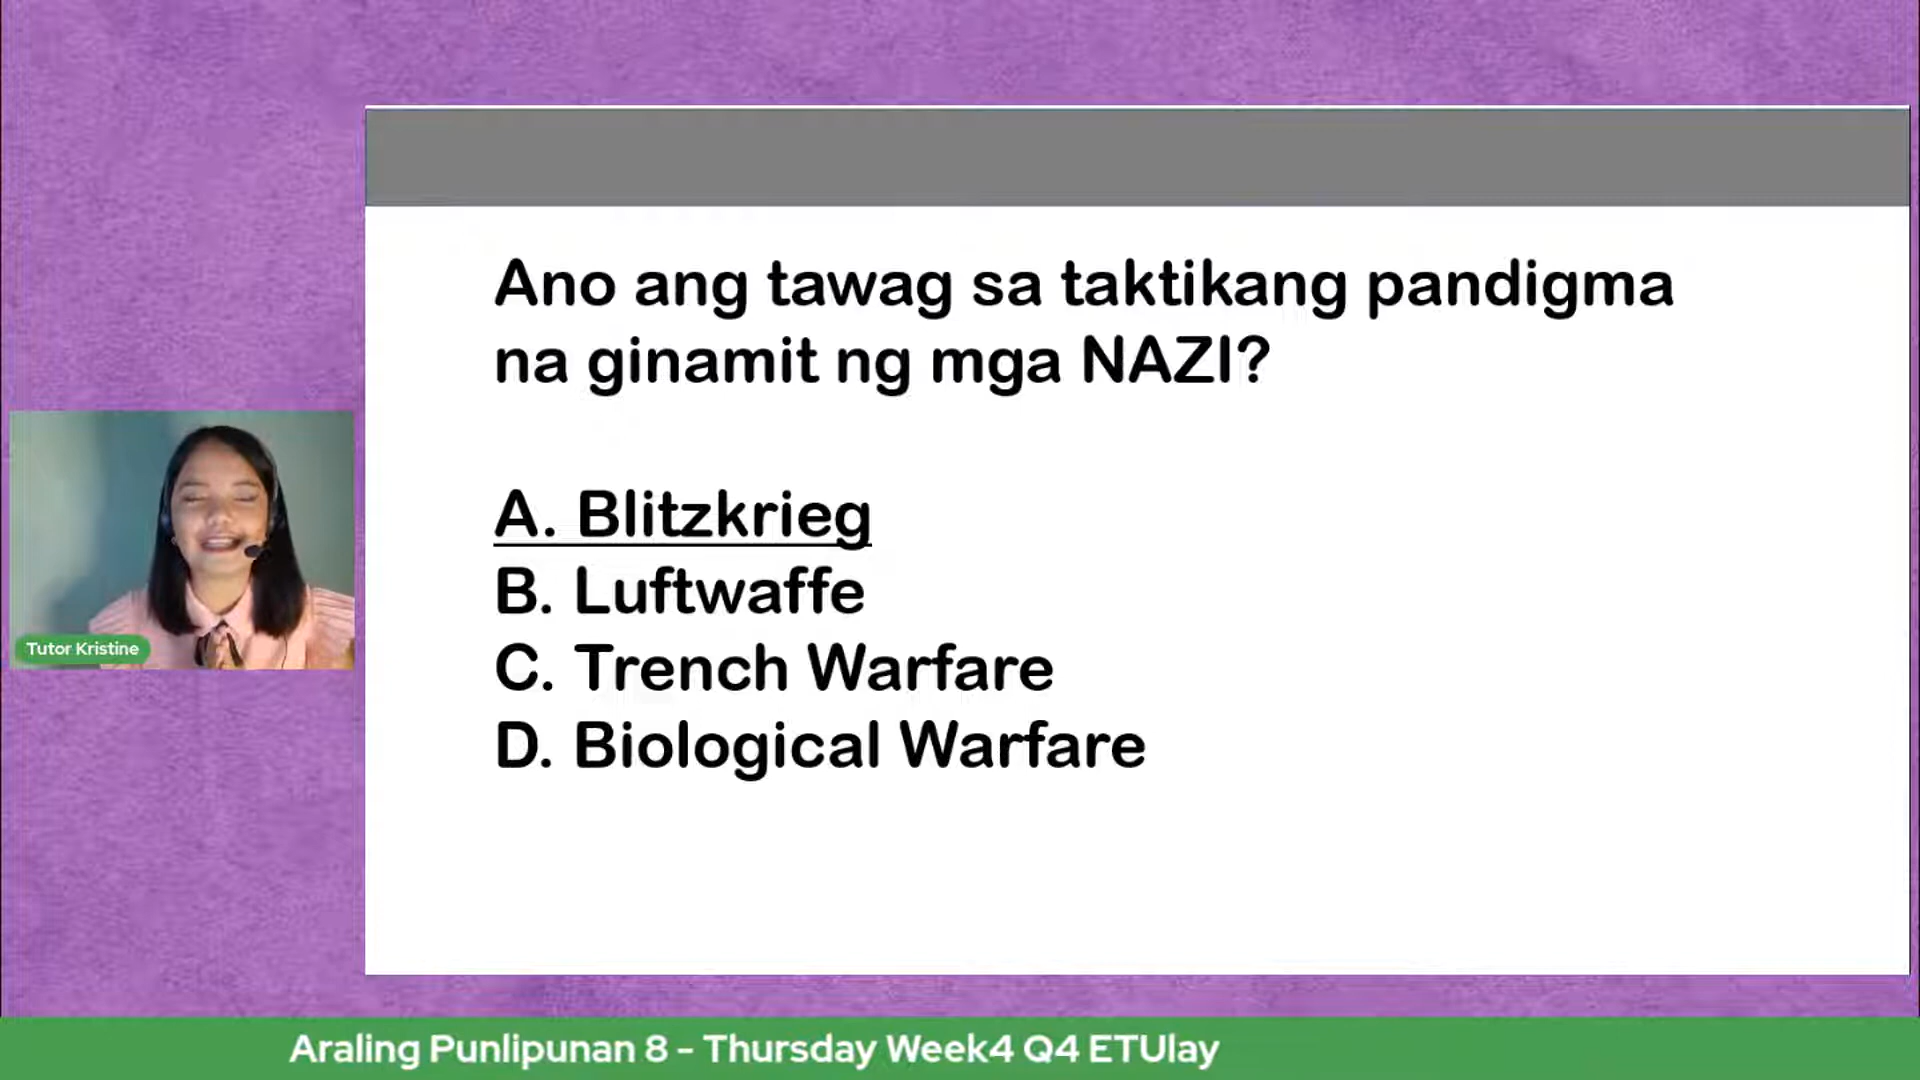 Ano ang tawag sa taktikang pandigma
na ginamit ng mga NAZI?
A. Blitzkrieg
B. Luftwaffe
C. Trench Warfare
D. Biological Warfare
Tutor Kristine
Araling Punlipunan 8 - Thursday Week4 Q4 ETUlay